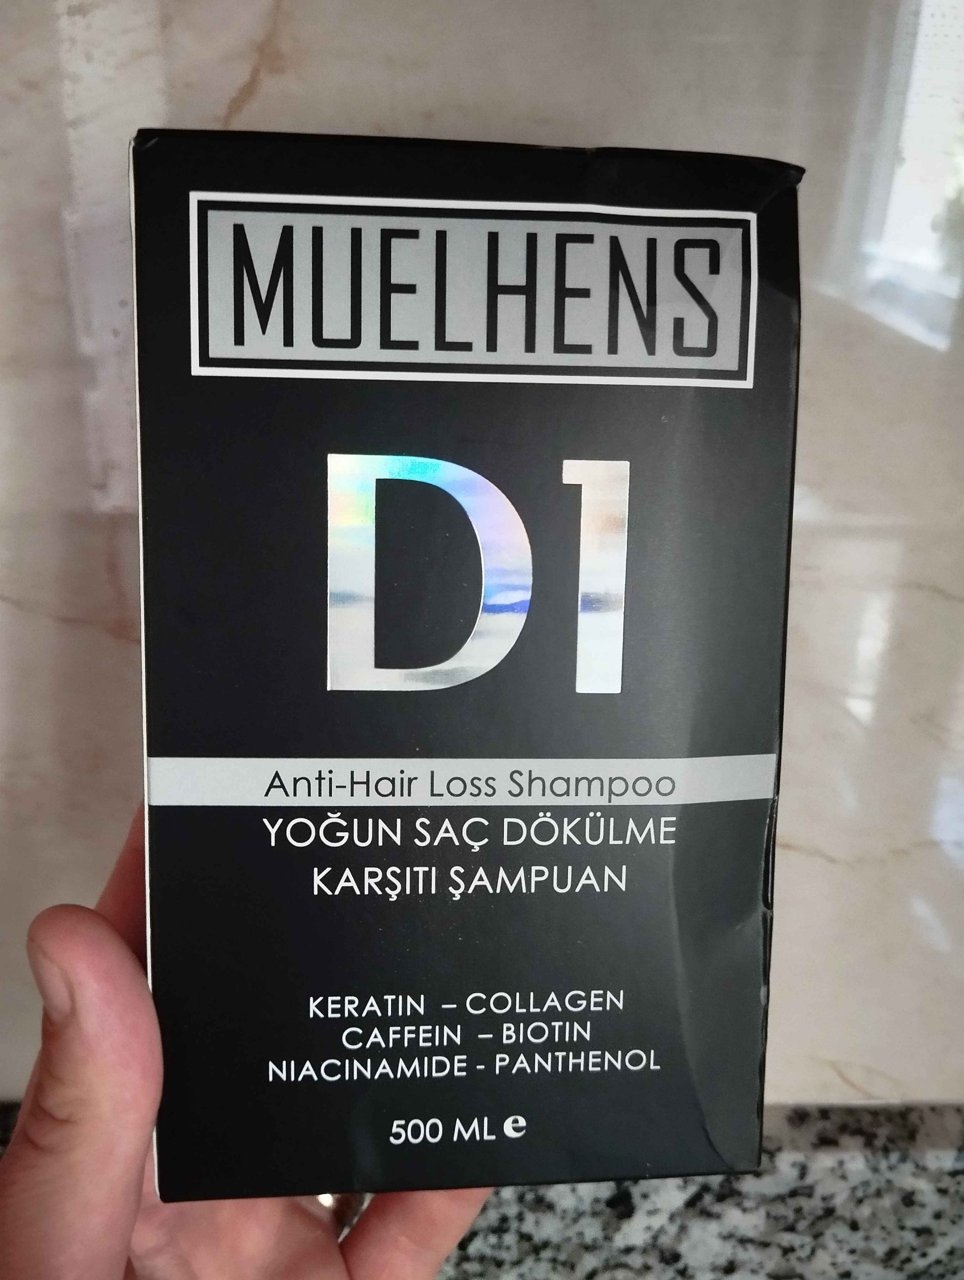 MUELHENS
D1
Anti-Hair Loss Shampoo
YOĞUN SAÇ DÖKÜLME
KARŞITI ŞAMPUAN
KERATIN – COLLAGEN
CAFFEIN – BIOTIN
NIACINAMIDE - PANTHENOL
500 ML e